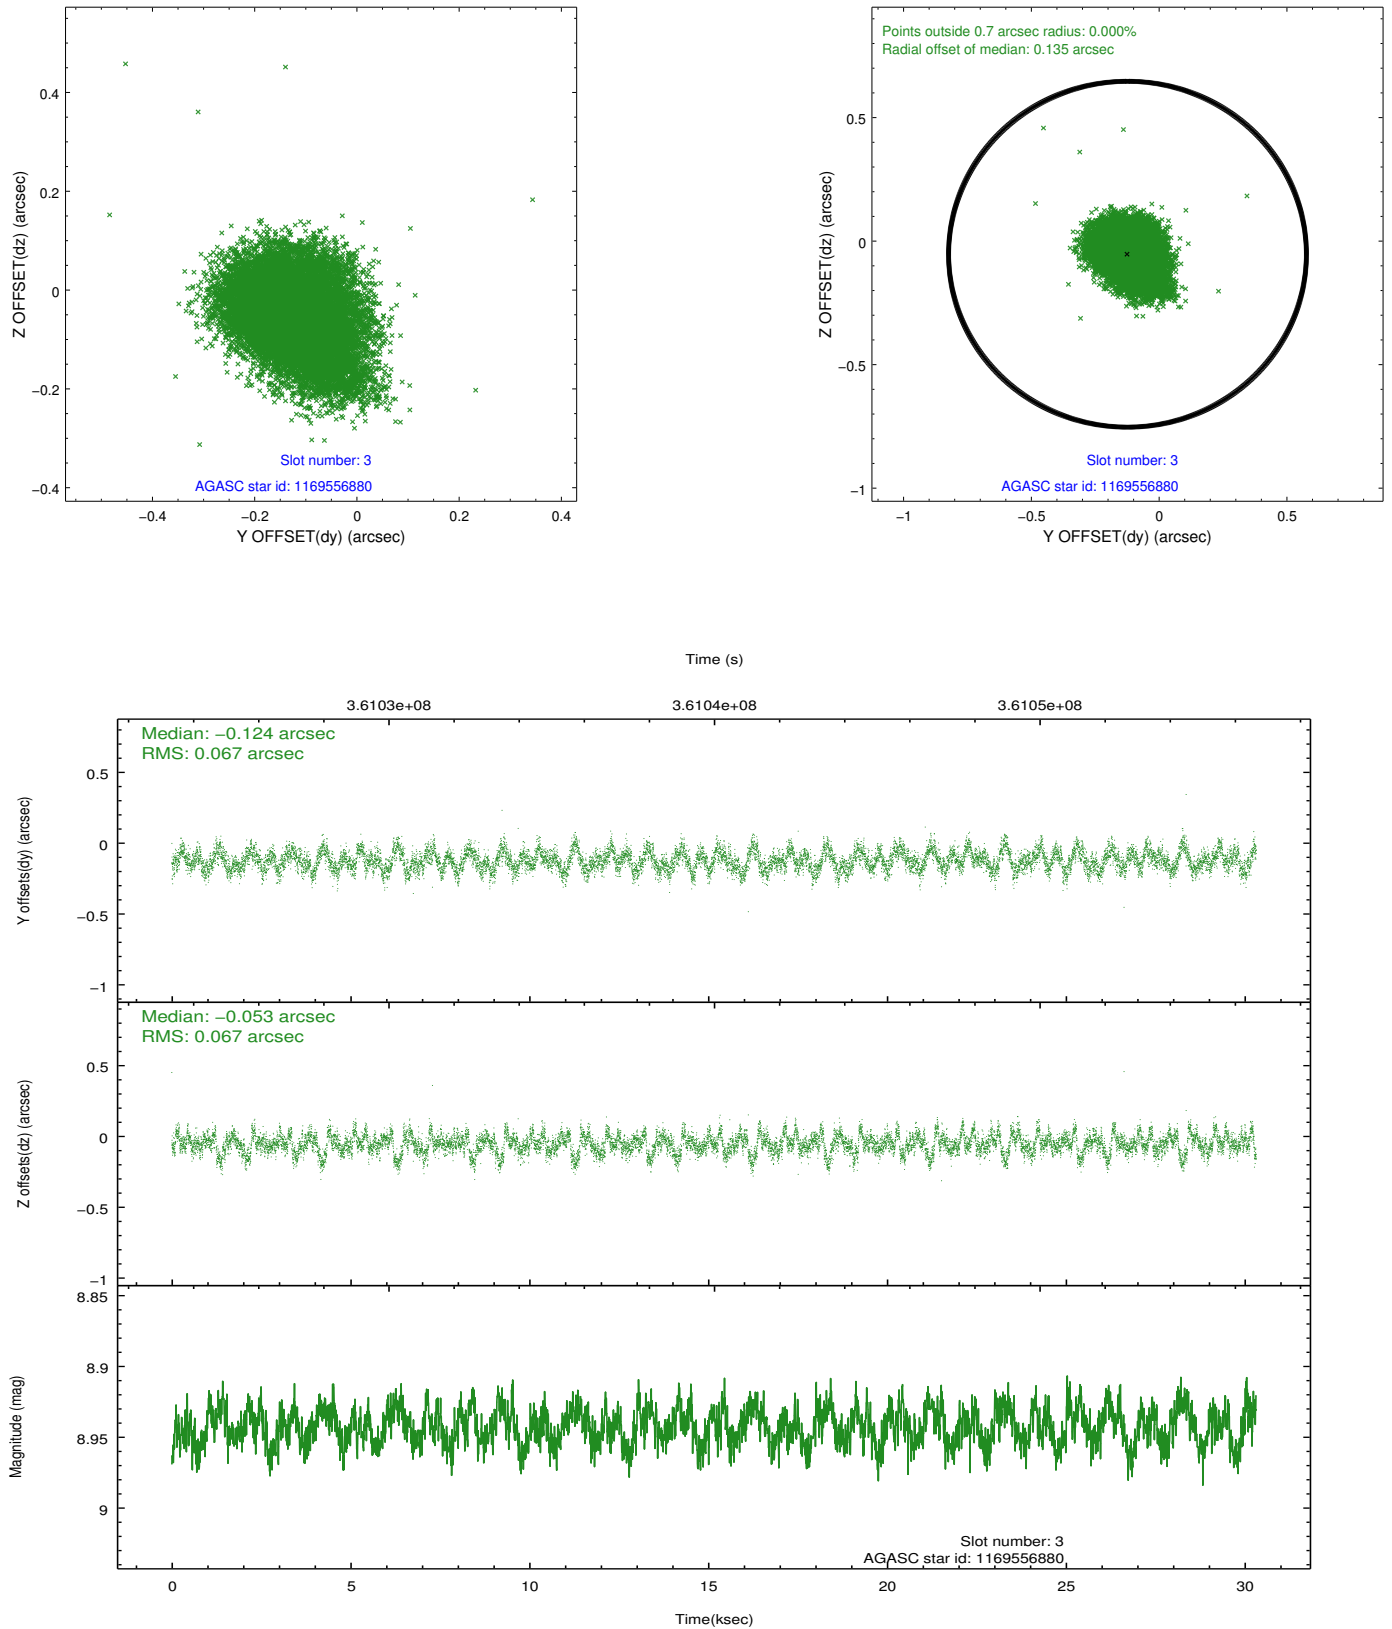 0.4
0.2
0
−0.2
−0.4
−0.4
−0.2
0
0.2
0.4
Z OFFSET(dz) (arcsec)
Y OFFSET(dy) (arcsec)
Slot number: 3
AGASC star id: 1169556880
Points outside 0.7 arcsec radius: 0.000%
Radial offset of median: 0.135 arcsec
0.5
0
−0.5
−1
−1
−0.5
0
0.5
Z OFFSET(dz) (arcsec)
Y OFFSET(dy) (arcsec)
Slot number: 3
AGASC star id: 1169556880
Time (s)
3.6103e+08
3.6104e+08
3.6105e+08
Median: −0.124 arcsec
RMS: 0.067 arcsec
0.5
0
−0.5
−1
Y offsets(dy) (arcsec)
Median: −0.053 arcsec
RMS: 0.067 arcsec
0.5
0
−0.5
−1
Z offsets(dz) (arcsec)
8.85
8.9
8.95
9
Magnitude (mag)
Slot number: 3
AGASC star id: 1169556880
0
5
10
15
20
25
30
Time(ksec)